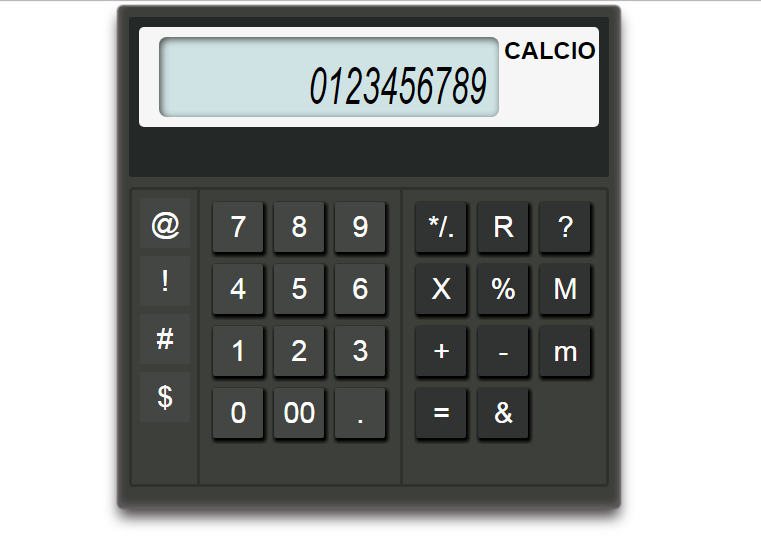 CALCIO
0123456789
@ 7 8 9 */. R ?
! 4 5 6 X % M
# 1 2 3 + - m
$ 0 00 . = &